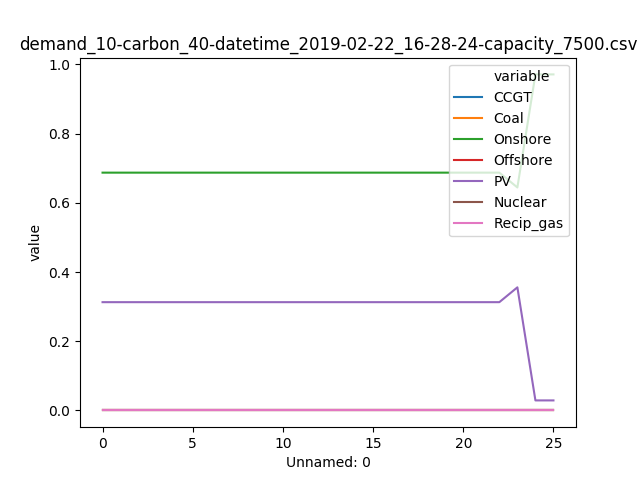 demand_10-carbon_40-datetime_2019-02-22_16-28-24-capacity_7500.csv
1.0
0.8
0.6
0.4
0.2
0.0
value
variable
CCGT
Coal
Onshore
Offshore
PV
Nuclear
Recip_gas
0 5 10 15 20 25
Unnamed: 0